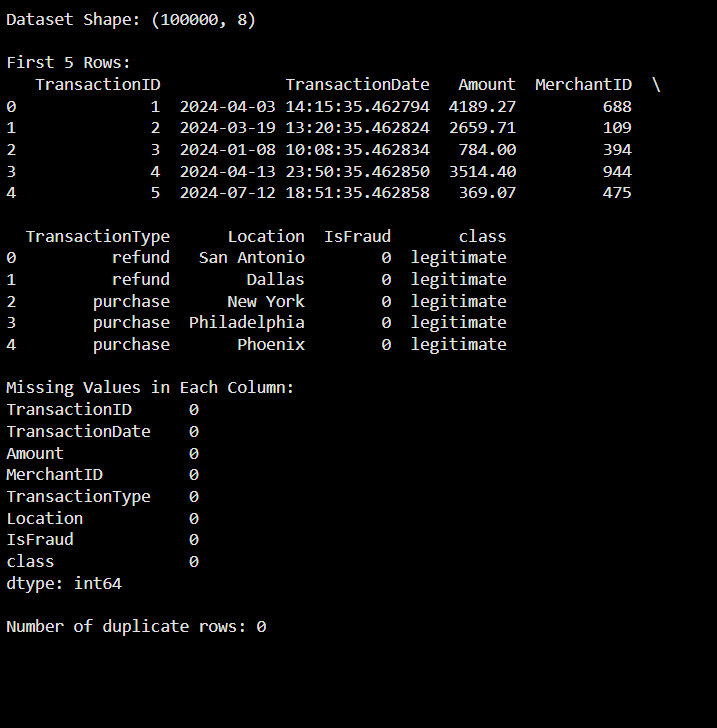 Dataset Shape: (100000, 8)
First 5 Rows:
   TransactionID             TransactionDate   Amount  MerchantID  \
0              1  2024-04-03 14:15:35.462794  4189.27         688
1              2  2024-03-19 13:20:35.462824  2659.71         109
2              3  2024-01-08 10:08:35.462834   784.00         394
3              4  2024-04-13 23:50:35.462850  3514.40         944
4              5  2024-07-12 18:51:35.462858   369.07         475
  TransactionType      Location  IsFraud       class
0          refund   San Antonio        0  legitimate
1          refund        Dallas        0  legitimate
2        purchase      New York        0  legitimate
3        purchase  Philadelphia        0  legitimate
4        purchase       Phoenix        0  legitimate
Missing Values in Each Column:
TransactionID      0
TransactionDate    0
Amount             0
MerchantID         0
TransactionType    0
Location           0
IsFraud            0
class              0
dtype: int64
Number of duplicate rows: 0